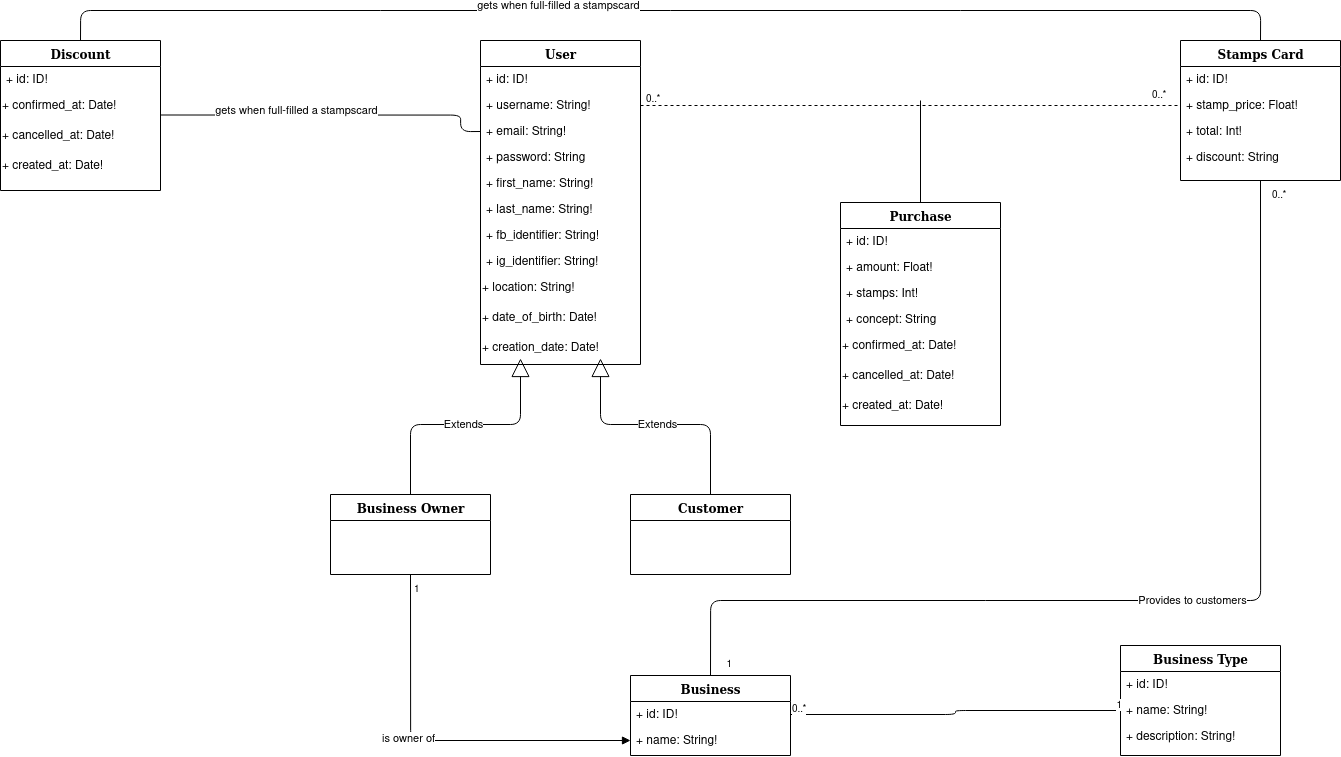 gets when full-filled a stampscard
Discount
+ id: ID!
+ confirmed_at: Date!
+ cancelled_at: Date!
+ created_at: Date!
gets when full-filled a stampscard
User
+ id: ID!
+ username: String!
+ email: String!
+ password: String
+ first_name: String!
+ last_name: String!
+ fb_identifier: String!
+ ig_identifier: String!
+ location: String!
+ date_of_birth: Date!
+ creation_date: Date!
0..*
0..*
Stamps Card
+ id: ID!
+ stamp_price: Float!
+ total: Int!
+ discount: String
0..*
Purchase
+ id: ID!
+ amount: Float!
+ stamps: Int!
+ concept: String
+ confirmed_at: Date!
+ cancelled_at: Date!
+ created_at: Date!
Extends
Extends
Business Owner
Customer
1
Provides to customers
1
is owner of
Business
+ id: ID!
+ name: String!
0..*
1
Business Type
+ id: ID!
+ name: String!
+ description: String!